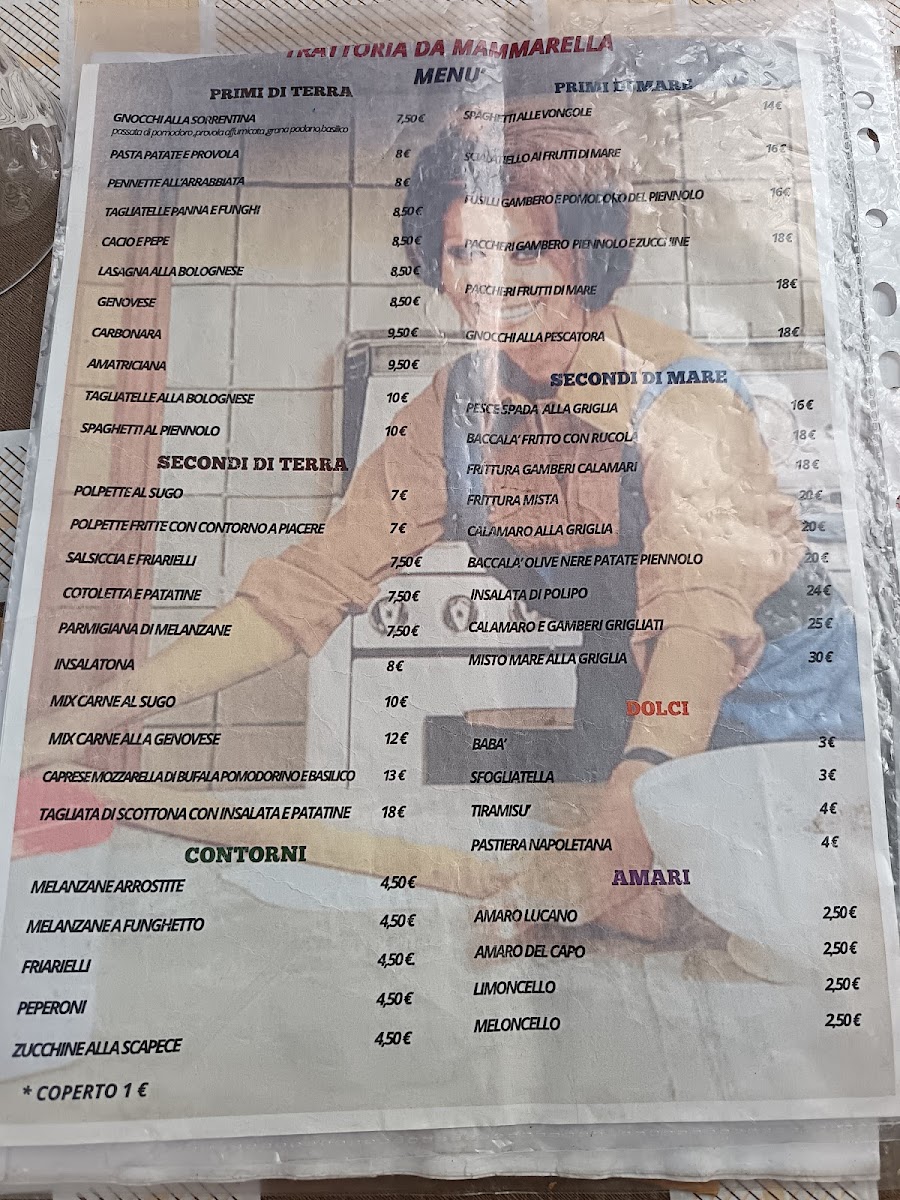 TRATTORIA DA MAMMARELLA
MENU'
PRIMI DI TERRA
GNOCCHI ALLA SORRENTINA 7,50 €
passata di pomodoro, provola affumicata, grana padano, basilico
PASTA PATATE E PROVOLA 8 €
PENNETTE ALL'ARRABBIATA 8 €
TAGLIATELLE PANNA E FUNGHI 8,50 €
CACIO E PEPE 8,50 €
LASAGNA ALLA BOLOGNESE 8,50 €
GENOVESE 8,50 €
CARBONARA 9,50 €
AMATRICIANA 9,50 €
TAGLIATELLE ALLA BOLOGNESE 10 €
SPAGHETTI AL PIENNOLO 10 €
SECONDI DI TERRA
POLPETTE AL SUGO 7 €
POLPETTE FRITTE CON CONTORNO A PIACERE 7 €
SALSICCIA E FRIARIELLI 7,50 €
COTOLETTA E PATATINE 7,50 €
PARMIGIANA DI MELANZANE 7,50 €
INSALATONA 8 €
MIX CARNE AL SUGO 10 €
MIX CARNE ALLA GENOVESE 12 €
CAPRESE MOZZARELLA DI BUFALA POMODORINO E BASILICO 13 €
TAGLIATA DI SCOTTONA CON INSALATA E PATATINE 18 €
CONTORNI
MELANZANE ARROSTITE 4,50 €
MELANZANE A FUNGHETTO 4,50 €
FRIARIELLI 4,50 €
PEPERONI 4,50 €
ZUCCHINE ALLA SCAPECE 4,50 €
* COPERTO 1 €
PRIMI DI MARE
SPAGHETTI ALLE VONGOLE 14 €
SCIALATIELLO AI FRUTTI DI MARE 16 €
FUSILLI GAMBERO E POMODORO DEL PIENNOLO 16 €
PACCHERI GAMBERO PIENNOLO E ZUCCHINE 18 €
PACCHERI FRUTTI DI MARE 18 €
GNOCCHI ALLA PESCATORA 18 €
SECONDI DI MARE
PESCE SPADA ALLA GRIGLIA 16 €
BACCALA' FRITTO CON RUCOLA 18 €
FRITTURA GAMBERI CALAMARI 18 €
FRITTURA MISTA 20 €
CALAMARO ALLA GRIGLIA 20 €
BACCALA' OLIVE NERE PATATE PIENNOLO 20 €
INSALATA DI POLIPO 24 €
CALAMARO E GAMBERI GRIGLIATI 25 €
MISTO MARE ALLA GRIGLIA 30 €
DOLCI
BABA' 3 €
SFOGLIATELLA 3 €
TIRAMISU' 4 €
PASTIERA NAPOLETANA 4 €
AMARI
AMARO LUCANO 2,50 €
AMARO DEL CAPO 2,50 €
LIMONCELLO 2,50 €
MELONCELLO 2,50 €